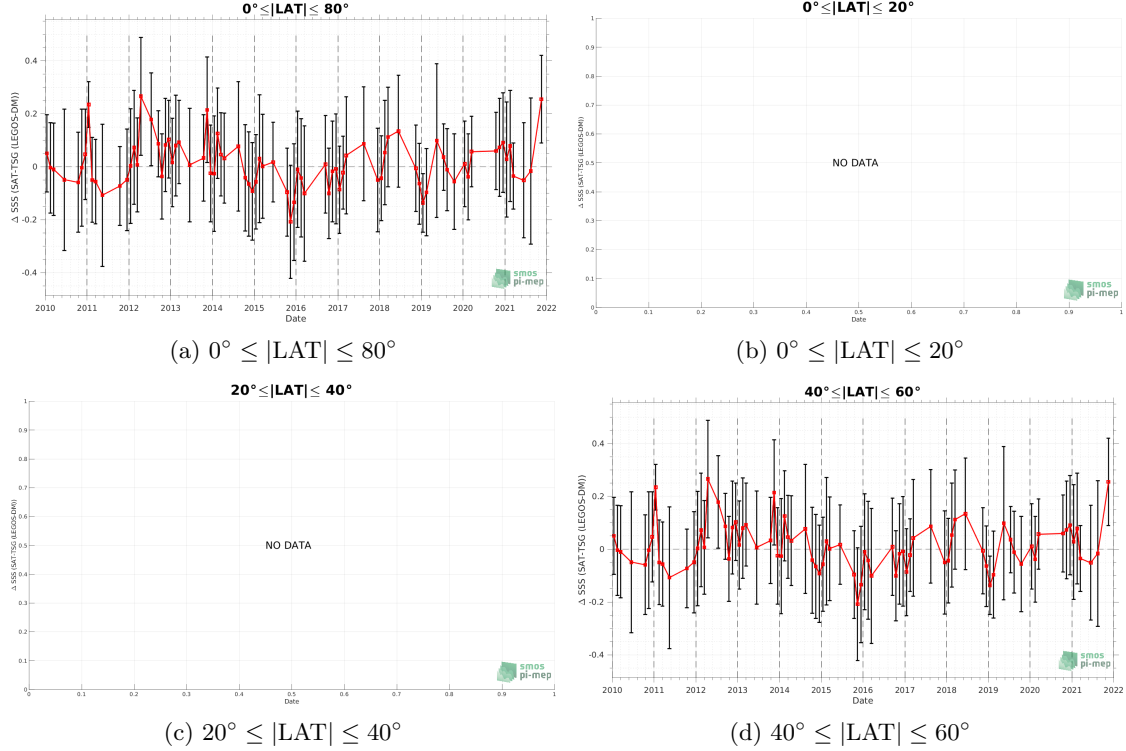 0°≤|LAT|≤ 80°
Δ SSS (SAT-TSG (LEGOS-DM))
0.4
0.2
0
-0.2
-0.4
2010 2011 2012 2013 2014 2015 2016 2017 2018 2019 2020 2021 2022
Date
smos
pi-mep
(a) 0° ≤ |LAT| ≤ 80°
0°≤|LAT|≤ 20°
Δ SSS (SAT-TSG (LEGOS-DM))
1
0.9
0.8
0.7
0.6
0.5
0.4
0.3
0.2
0.1
0
NO DATA
0 0.1 0.2 0.3 0.4 0.5 0.6 0.7 0.8 0.9 1
Date
smos
pi-mep
(b) 0° ≤ |LAT| ≤ 20°
20°≤|LAT|≤ 40°
Δ SSS (SAT-TSG (LEGOS-DM))
1
0.9
0.8
0.7
0.6
0.5
0.4
0.3
0.2
0.1
0
NO DATA
0 0.1 0.2 0.3 0.4 0.5 0.6 0.7 0.8 0.9 1
Date
smos
pi-mep
(c) 20° ≤ |LAT| ≤ 40°
40°≤|LAT|≤ 60°
Δ SSS (SAT-TSG (LEGOS-DM))
0.4
0.2
0
-0.2
-0.4
2010 2011 2012 2013 2014 2015 2016 2017 2018 2019 2020 2021 2022
Date
smos
pi-mep
(d) 40° ≤ |LAT| ≤ 60°